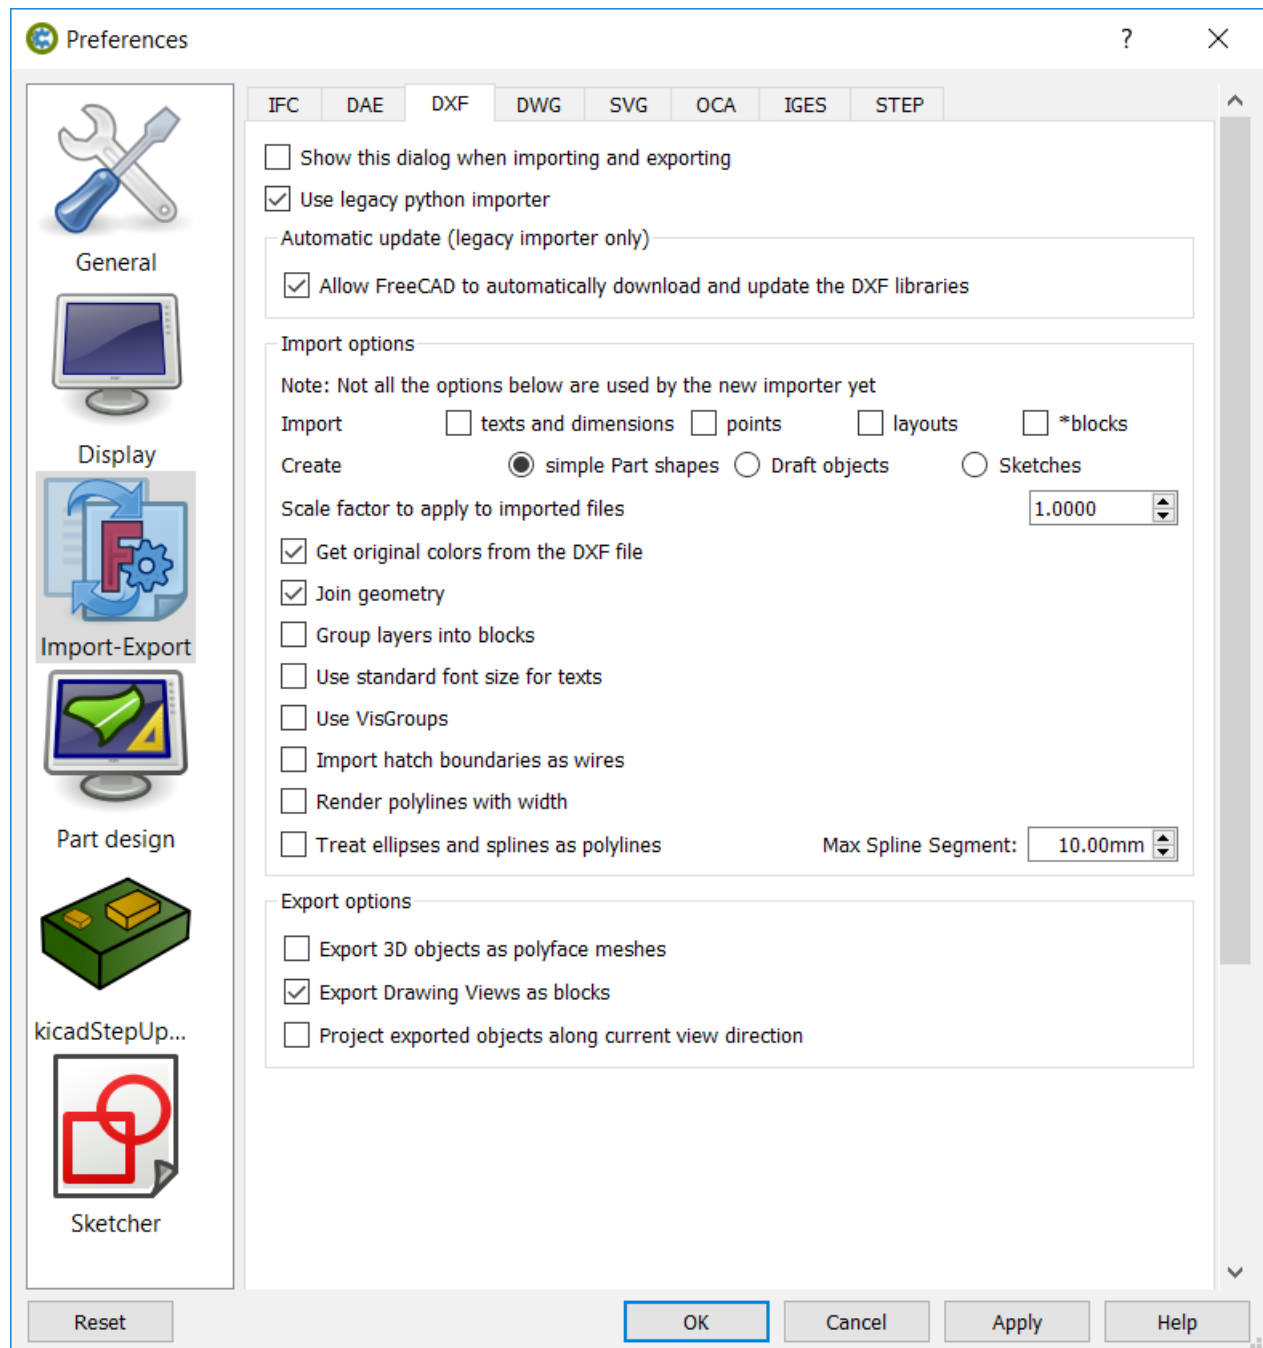 Preferences
?
General
Display
Import-Export
Part design
kicadStepUp...
Sketcher
IFC DAE DXF DWG SVG OCA IGES STEP
Show this dialog when importing and exporting
Use legacy python importer
Automatic update (legacy importer only)
Allow FreeCAD to automatically download and update the DXF libraries
Import options
Note: Not all the options below are used by the new importer yet
Import texts and dimensions points layouts *blocks
Create simple Part shapes Draft objects Sketches
Scale factor to apply to imported files 1.0000
Get original colors from the DXF file
Join geometry
Group layers into blocks
Use standard font size for texts
Use VisGroups
Import hatch boundaries as wires
Render polylines with width
Treat ellipses and splines as polylines Max Spline Segment: 10.00mm
Export options
Export 3D objects as polyface meshes
Export Drawing Views as blocks
Project exported objects along current view direction
Reset OK Cancel Apply Help